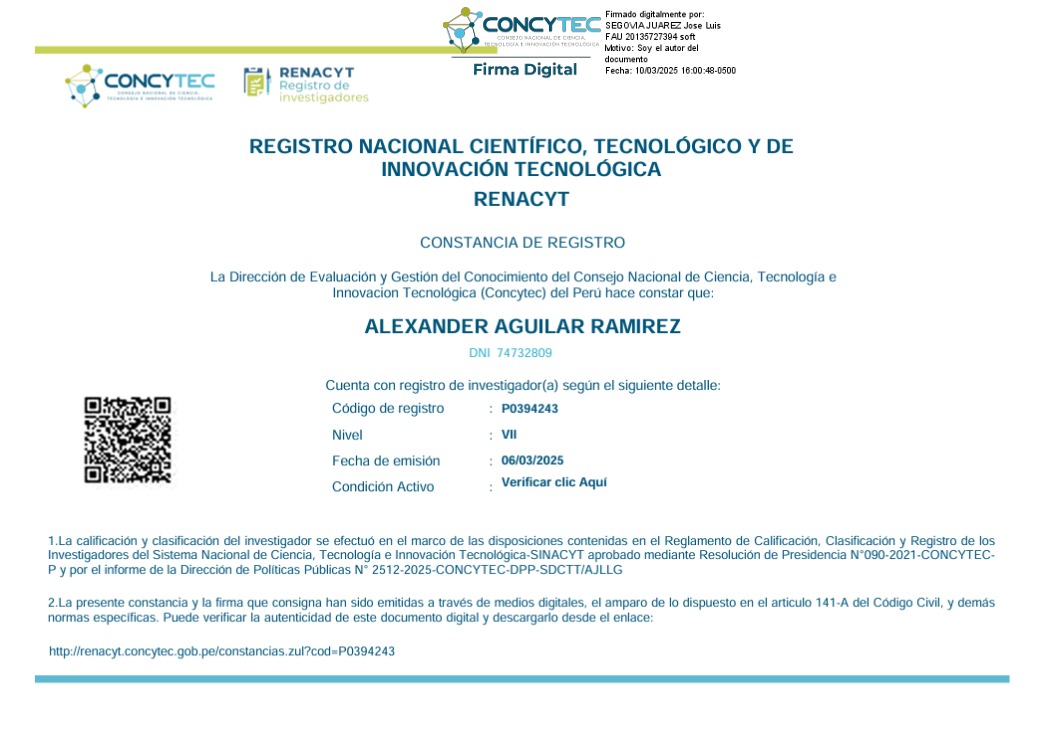 CONCYTEC
CONSEJO NACIONAL DE CIENCIA,
TECNOLOGÍA E INNOVACIÓN TECNOLÓGICA
Firma Digital
Firmado digitalmente por:
SEGOVIA JUAREZ Jose Luis
FAU 20135727394 soft
Motivo: Soy el autor del
documento
Fecha: 10/03/2025 16:00:48-0500
CONCYTEC
CONSEJO NACIONAL DE CIENCIA,
TECNOLOGÍA E INNOVACIÓN TECNOLÓGICA
RENACYT
Registro de
investigadores
REGISTRO NACIONAL CIENTÍFICO, TECNOLÓGICO Y DE
INNOVACIÓN TECNOLÓGICA
RENACYT
CONSTANCIA DE REGISTRO
La Dirección de Evaluación y Gestión del Conocimiento del Consejo Nacional de Ciencia, Tecnología e
Innovacion Tecnológica (Concytec) del Perú hace constar que:
ALEXANDER AGUILAR RAMIREZ
DNI 74732809
Cuenta con registro de investigador(a) según el siguiente detalle:
Código de registro : P0394243
Nivel : VII
Fecha de emisión : 06/03/2025
Condición Activo : Verificar clic Aquí
1.La calificación y clasificación del investigador se efectuó en el marco de las disposiciones contenidas en el Reglamento de Calificación, Clasificación y Registro de los
Investigadores del Sistema Nacional de Ciencia, Tecnología e Innovación Tecnológica-SINACYT aprobado mediante Resolución de Presidencia N°090-2021-CONCYTEC-
P y por el informe de la Dirección de Políticas Públicas N° 2512-2025-CONCYTEC-DPP-SDCTT/AJLLG
2.La presente constancia y la firma que consigna han sido emitidas a través de medios digitales, el amparo de lo dispuesto en el articulo 141-A del Código Civil, y demás
normas específicas. Puede verificar la autenticidad de este documento digital y descargarlo desde el enlace:
http://renacyt.concytec.gob.pe/constancias.zul?cod=P0394243